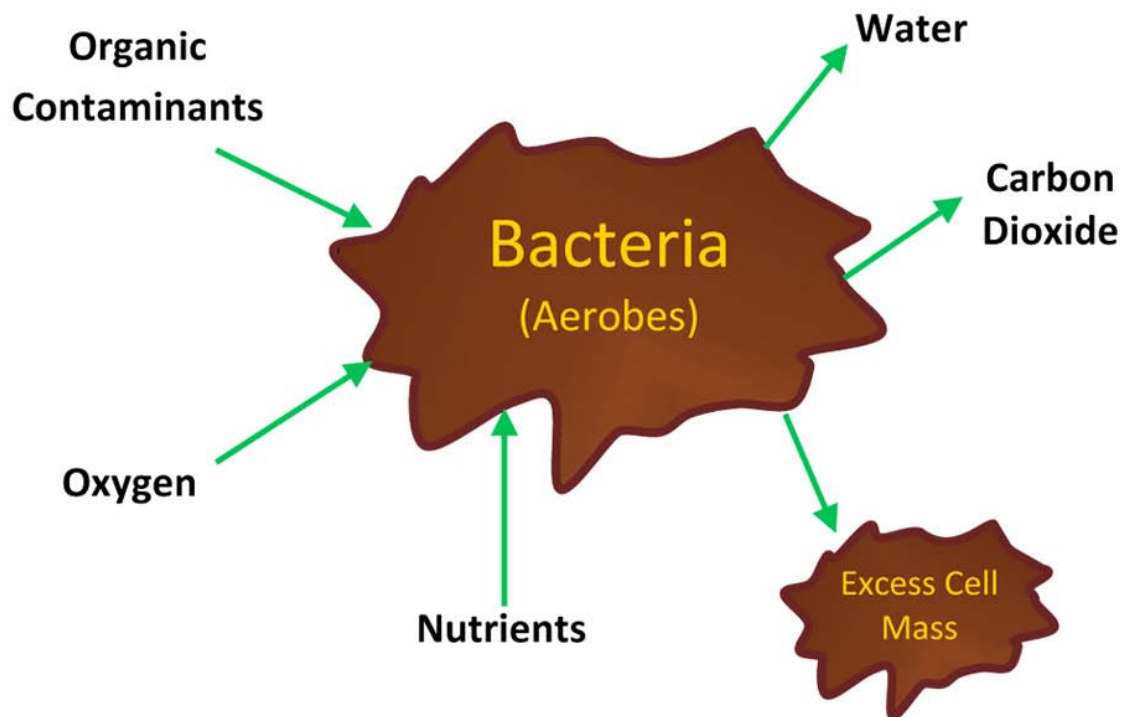 Organic
Contaminants
Water
Carbon
Dioxide
Bacteria
(Aerobes)
Oxygen
Nutrients
Excess Cell
Mass